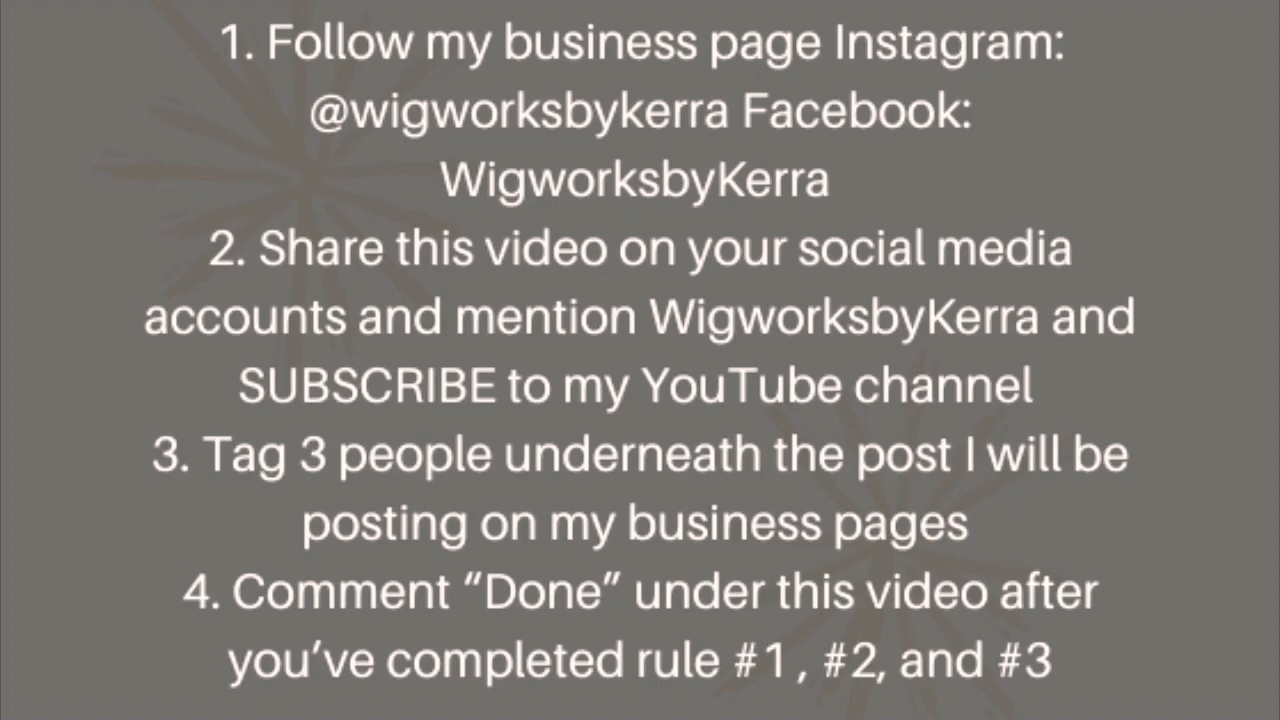 1. Follow my business page Instagram:
@wigworksbykerra Facebook:
WigworksbyKerra
2. Share this video on your social media
accounts and mention WigworksbyKerra and
SUBSCRIBE to my YouTube channel
3. Tag 3 people underneath the post I will be
posting on my business pages
4. Comment “Done” under this video after
you’ve completed rule #1, #2, and #3